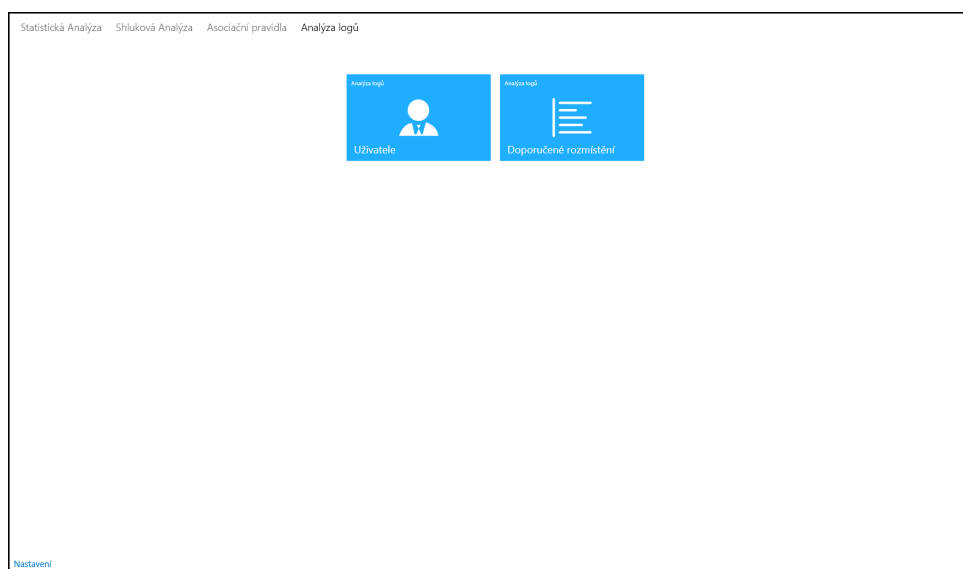 Statistická Analýza Shluková Analýza Asociační pravidla Analýza logů
Analýza logů
Uživatele
Analýza logů
Doporučené rozmístění
Nastavení